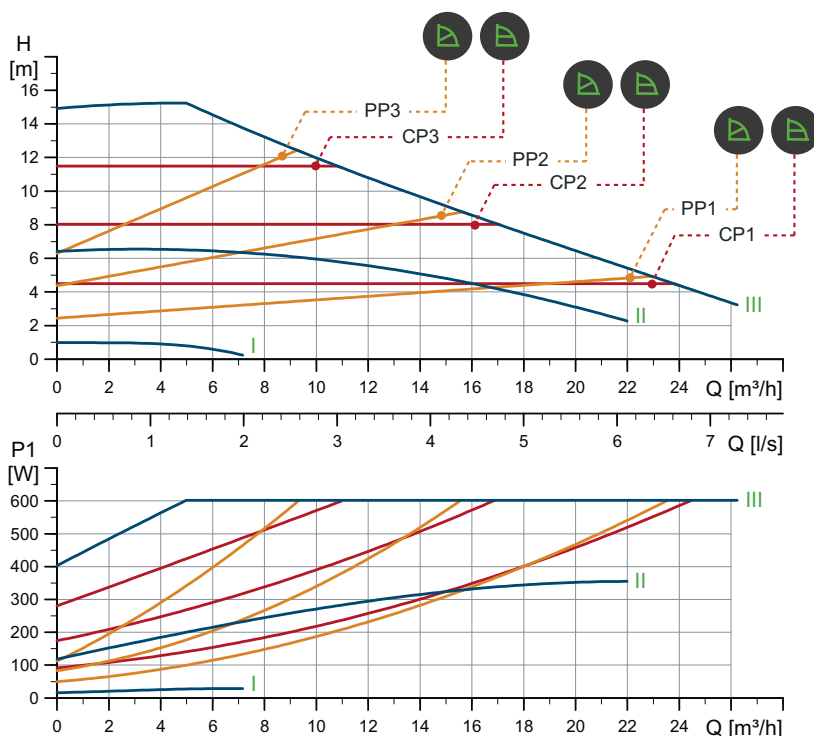 H
[m]
16
14
12
10
8
6
4
2
0
PP3
CP3
PP2
CP2
PP1
CP1
I
II
III
0 2 4 6 8 10 12 14 16 18 20 22 24 Q [m³/h]
0 1 2 3 4 5 6 7 Q [l/s]
P1
[W]
600
500
400
300
200
100
0
III
II
I
0 2 4 6 8 10 12 14 16 18 20 22 24 Q [m³/h]